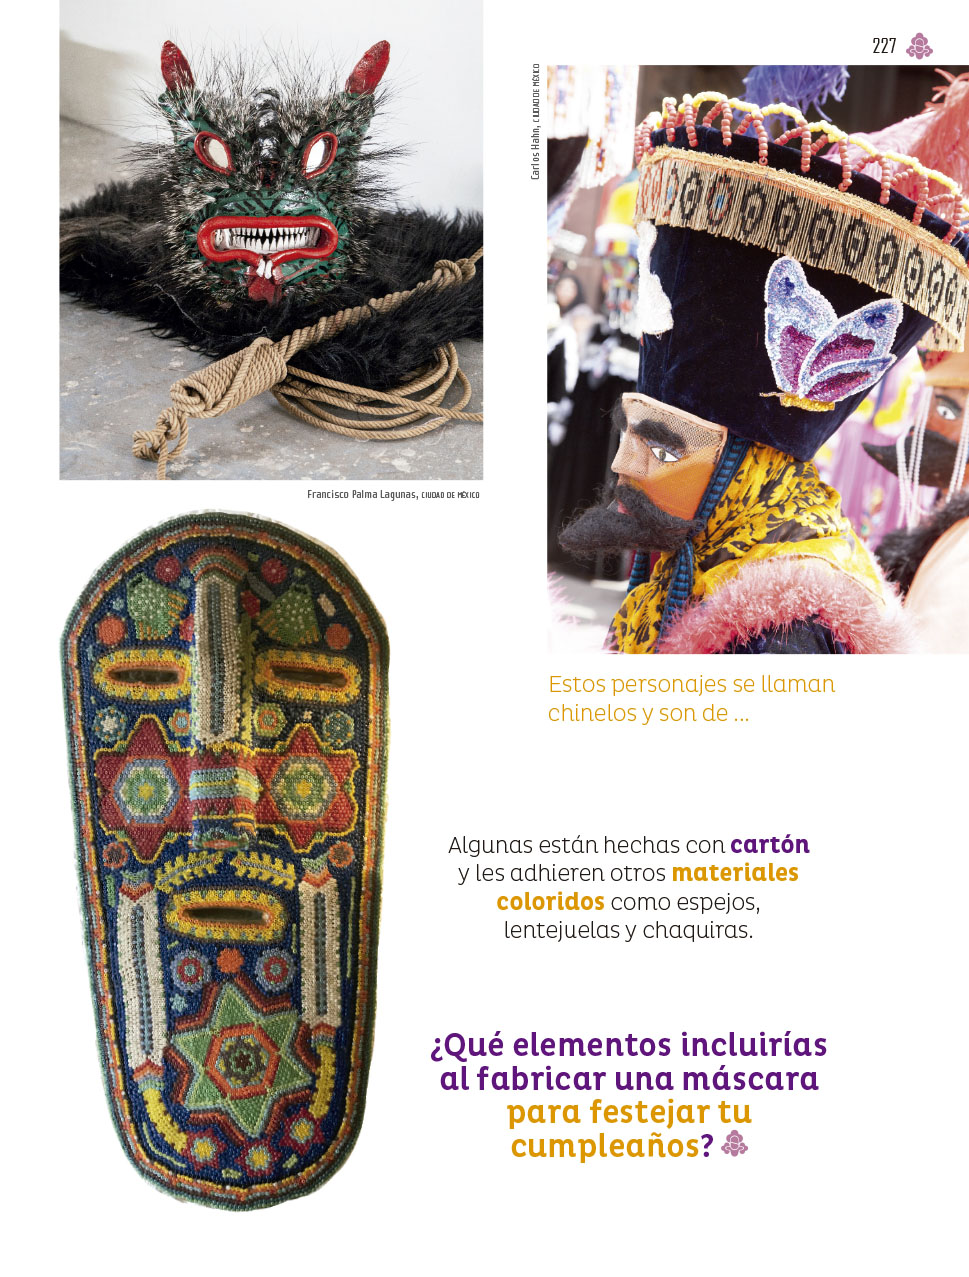 227
Carlos Hahn, CIUDAD DE MÉXICO
Francisco Palma Lagunas, CIUDAD DE MÉXICO
Estos personajes se llaman
chinelos y son de ...
Algunas están hechas con cartón
y les adhieren otros materiales
coloridos como espejos,
lentejuelas y chaquiras.
¿Qué elementos incluirías
al fabricar una máscara
para festejar tu
cumpleaños?